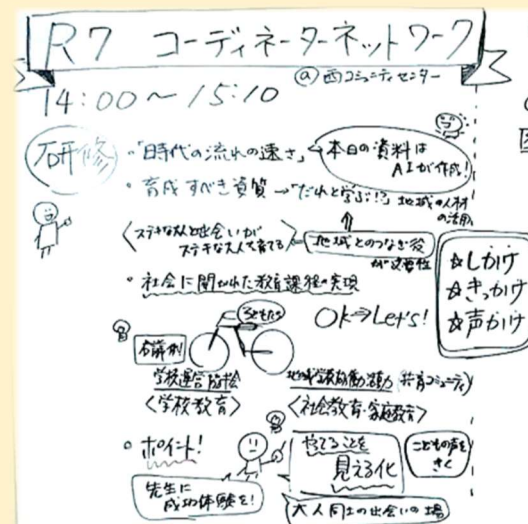 R7 コーディネーターネットワーク
@西コミュニティセンター
14:00～15:10
研修
・「時代の流れの速さ」
本日の資料は
AIが作成!
・育成すべき資質→「だれと学ぶ!?」
地域の人材
の活用
〈ステキな大人と出会いが
ステキな大人を育てる〉
地域とのつなぎ役
が必要性
・社会に開かれた教育課程の実現
☆しかけ
☆きっかけ
☆声かけ
子どもたち
OK⇒Let's!
右前列
学校運営協議会
〈学校教育〉
地域学校協働活動
(共育コミュニティ)
〈社会教育・家庭教育〉
・ポイント!
先生に
成功体験を!
やってることを
見える化
こどもの声を
きく
大人同士の出会いの場